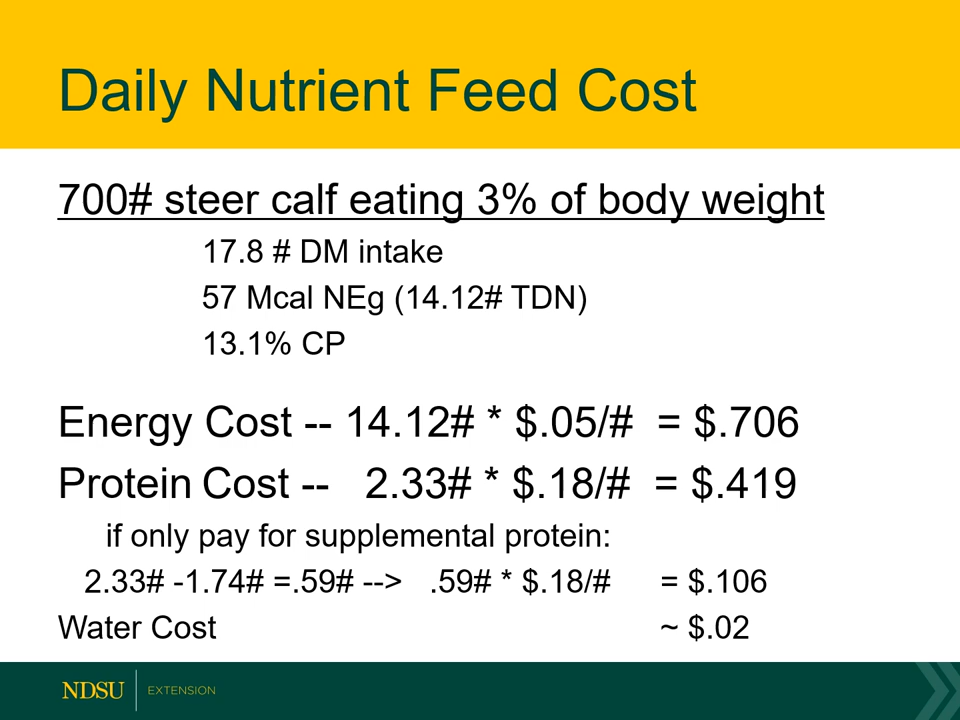 Daily Nutrient Feed Cost
700# steer calf eating 3% of body weight
17.8 # DM intake
57 Mcal NEg (14.12# TDN)
13.1% CP
Energy Cost -- 14.12# * $.05/# = $.706
Protein Cost -- 2.33# * $.18/# = $.419
if only pay for supplemental protein:
2.33# -1.74# =.59# --> .59# * $.18/# = $.106
Water Cost ~ $.02
NDSU EXTENSION